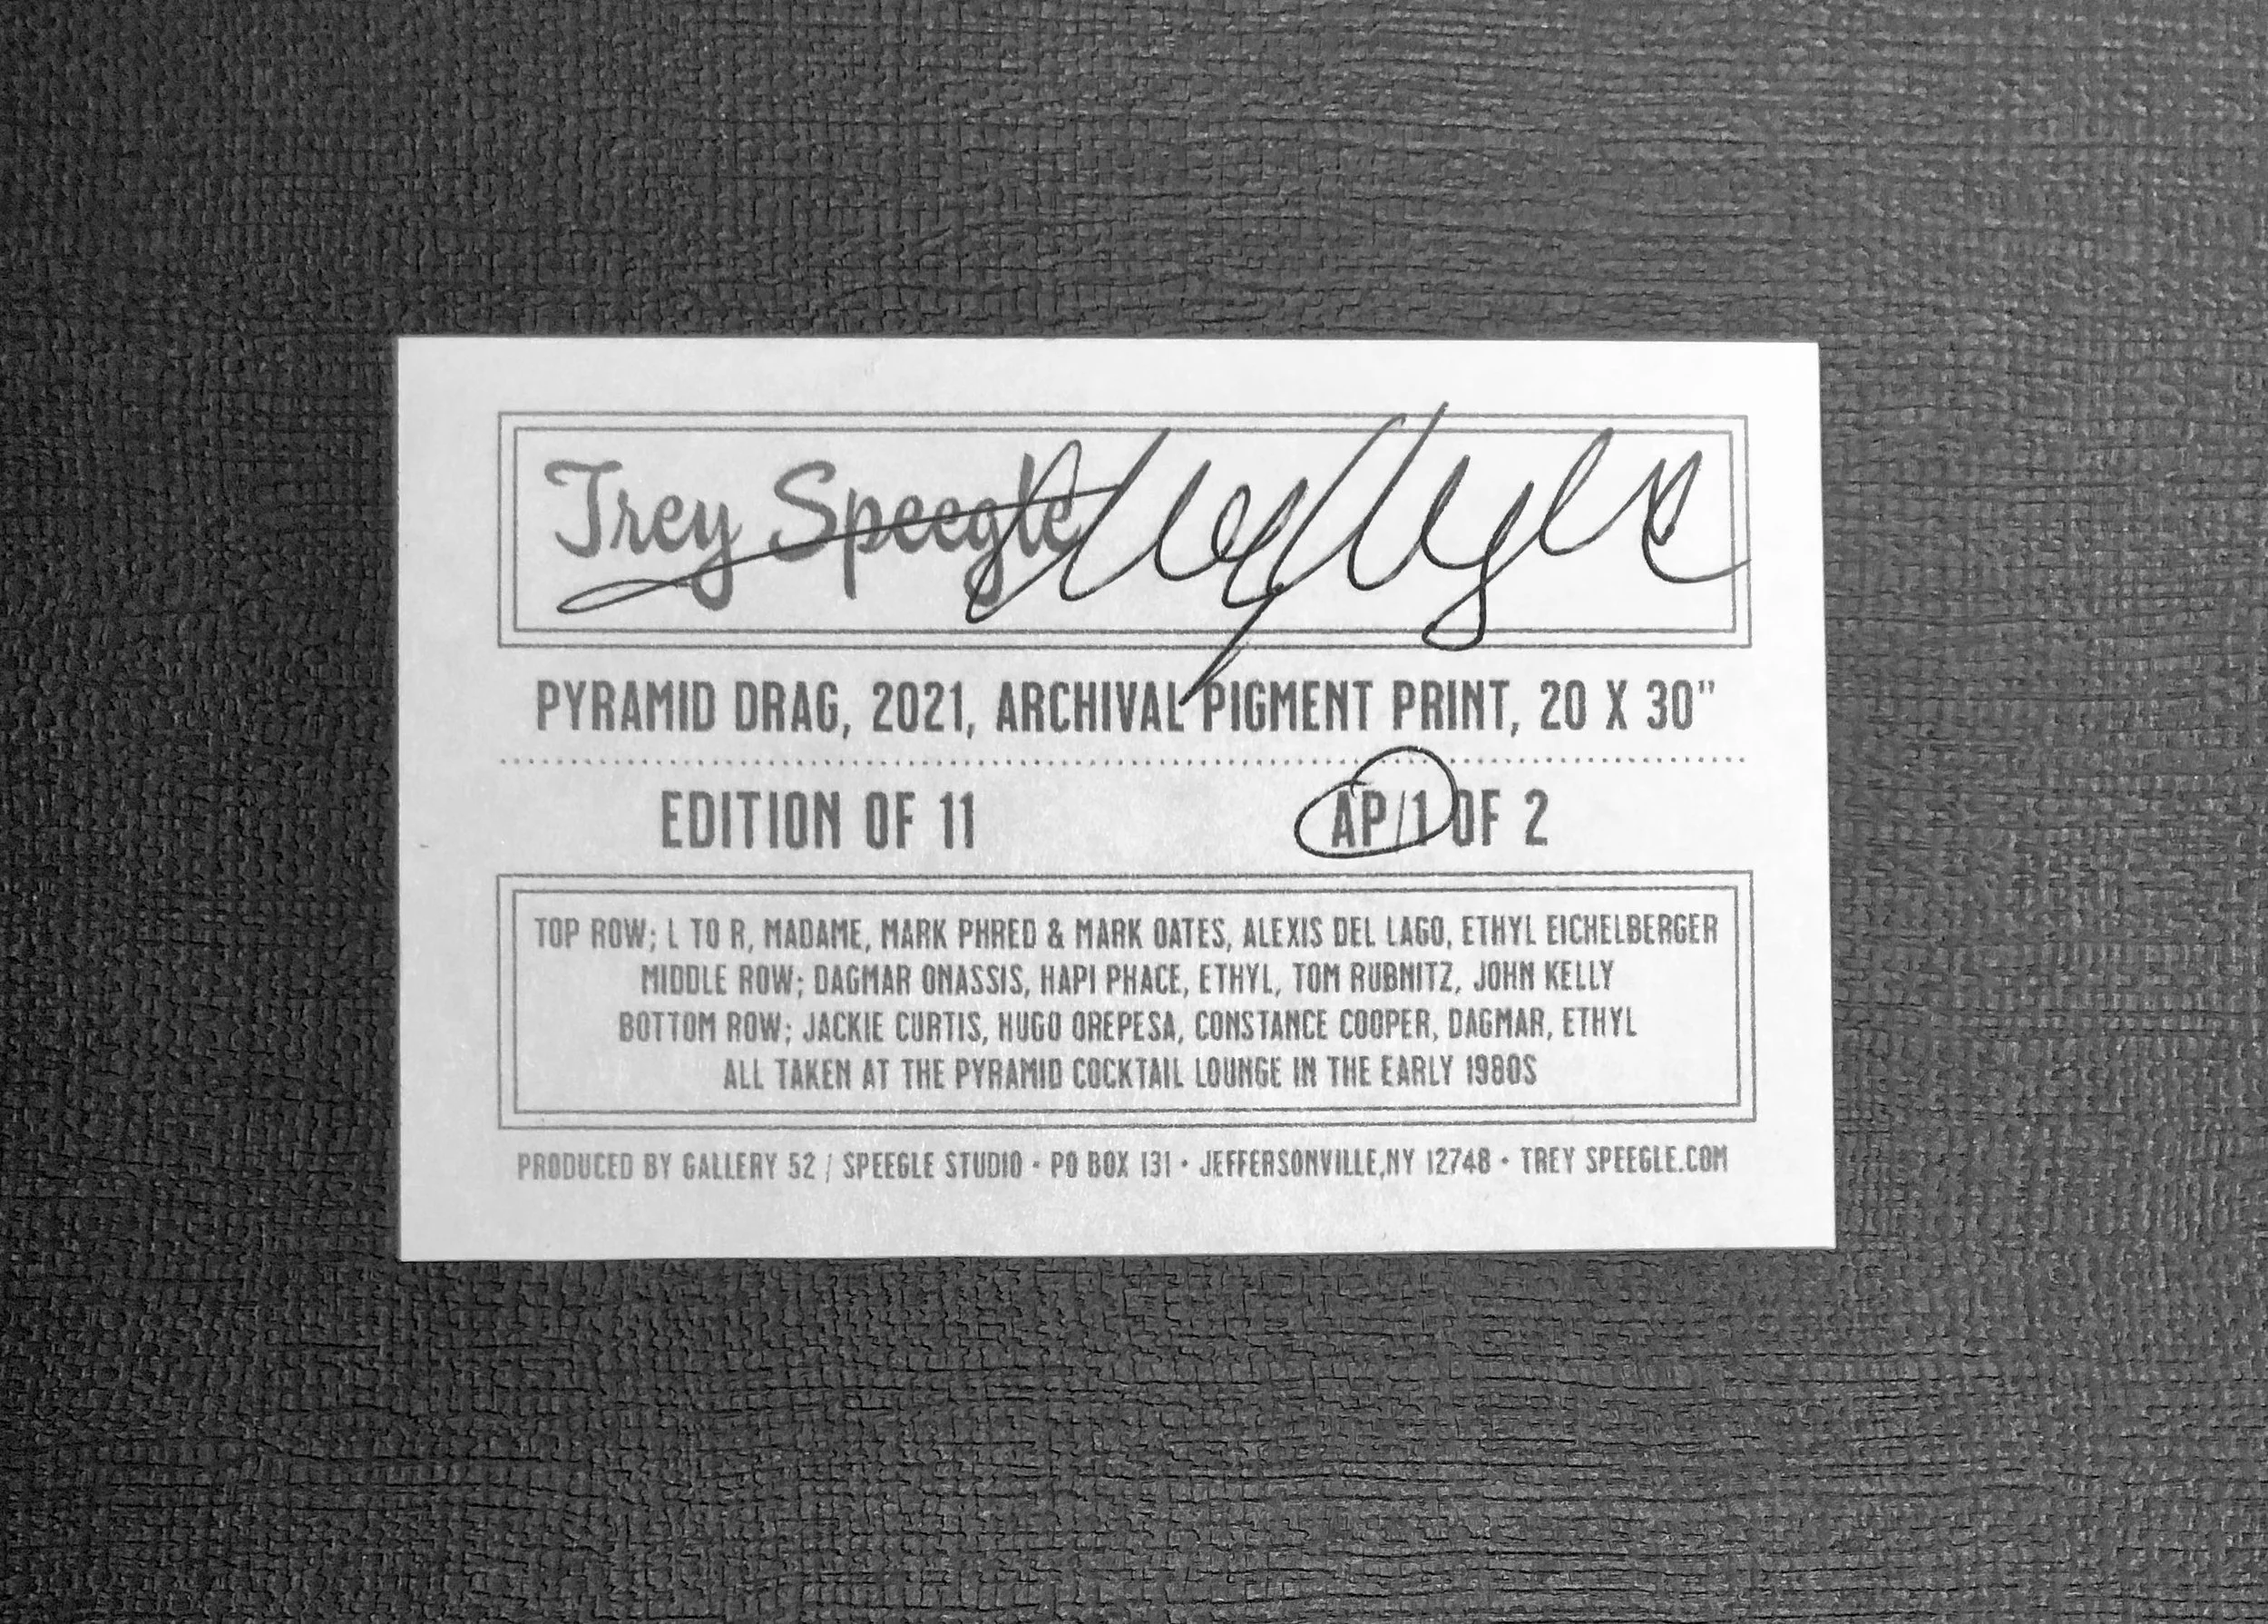 Trey Speegle
PYRAMID DRAG, 2021, ARCHIVAL PIGMENT PRINT, 20 X 30"
EDITION OF 11 AP/1 OF 2
TOP ROW; L TO R, MADAME, MARK PHRED & MARK OATES, ALEXIS DEL LAGO, ETHYL EICHELBERGER
MIDDLE ROW; DAGMAR ONASSIS, HAPI PHACE, ETHYL, TOM RUBNITZ, JOHN KELLY
BOTTOM ROW; JACKIE CURTIS, HUGO OREPESA, CONSTANCE COOPER, DAGMAR, ETHYL
ALL TAKEN AT THE PYRAMID COCKTAIL LOUNGE IN THE EARLY 1980S
PRODUCED BY GALLERY 52 / SPEEGLE STUDIO • PO BOX 131 • JEFFERSONVILLE,NY 12748 • TREY SPEEGLE.COM